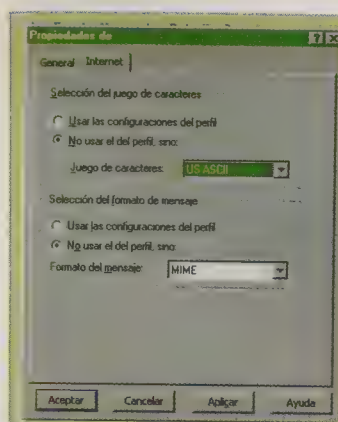 Propiedades de
General Internet
Selección del juego de caracteres
Usar las configuraciones del perfil
No usar el del perfil, sino:
Juego de caracteres: US ASCII
Selección del formato de mensaje
Usar las configuraciones del perfil
No usar el del perfil, sino:
Formato del mensaje: MIME
Aceptar Cancelar Aplicar Ayuda